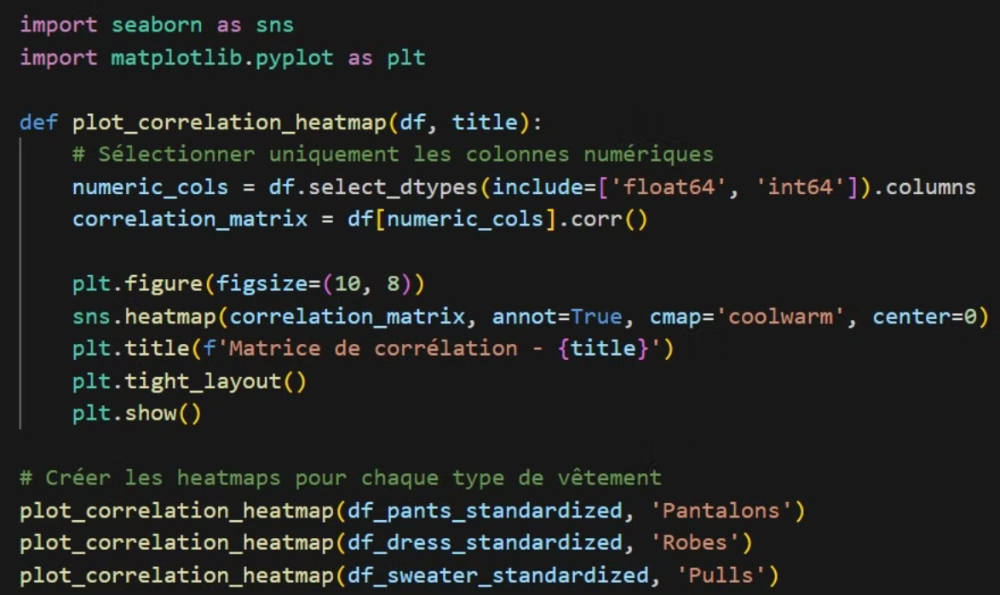 import seaborn as sns
import matplotlib.pyplot as plt
def plot_correlation_heatmap(df, title):
    # Sélectionner uniquement les colonnes numériques
    numeric_cols = df.select_dtypes(include=['float64', 'int64']).columns
    correlation_matrix = df[numeric_cols].corr()
    plt.figure(figsize=(10, 8))
    sns.heatmap(correlation_matrix, annot=True, cmap='coolwarm', center=0)
    plt.title(f'Matrice de corrélation - {title}')
    plt.tight_layout()
    plt.show()
# Créer les heatmaps pour chaque type de vêtement
plot_correlation_heatmap(df_pants_standardized, 'Pantalons')
plot_correlation_heatmap(df_dress_standardized, 'Robes')
plot_correlation_heatmap(df_sweater_standardized, 'Pulls')